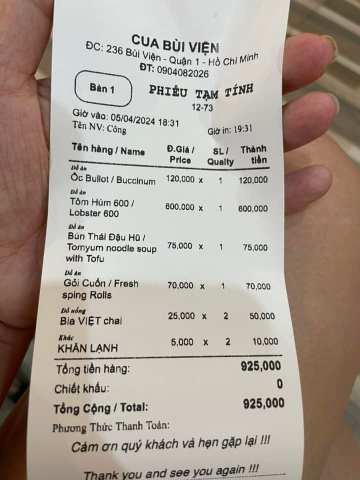 CUA BÙI VIỆN
ĐC: 236 Bùi Viện - Quận 1 - Hồ Chí Minh
ĐT: 0904082026
Bàn 1 PHIẾU TẠM TÍNH
12-73
Giờ vào: 05/04/2024 18:31
Tên NV: Công Giờ in: 19:31
Tên hàng / Name Đ.Giá / Price SL / Quality Thành tiền
Đồ ăn
Ốc Bullot / Buccinum 120,000 x 1 120,000
Đồ ăn
Tôm Hùm 600 / Lobster 600 600,000 x 1 600,000
Đồ ăn
Bún Thái Đậu Hũ /
Tomyum noodle soup 75,000 x 1 75,000
with Tofu
Đồ ăn
Gỏi Cuốn / Fresh 70,000 x 1 70,000
sping Rolls
Đồ uống
Bia VIỆT chai 25,000 x 2 50,000
Khác
KHĂN LẠNH 5,000 x 2 10,000
Tổng tiền hàng: 925,000
Chiết khấu: 0
Tổng Cộng / Total: 925,000
Phương Thức Thanh Toán:
Cảm ơn quý khách và hẹn gặp lại !!!
Thank you and see you again !!!